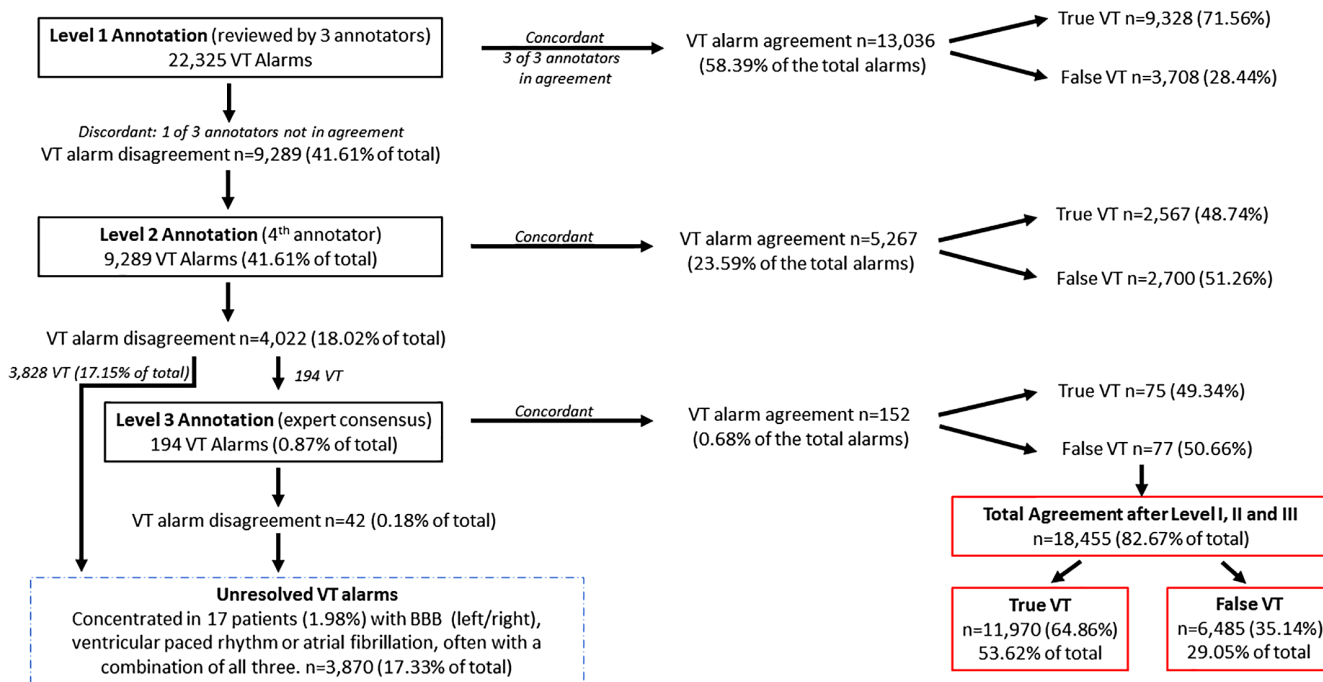 Level 1 Annotation (reviewed by 3 annotators)
22,325 VT Alarms
Concordant
3 of 3 annotators
in agreement
VT alarm agreement n=13,036
(58.39% of the total alarms)
True VT n=9,328 (71.56%)
False VT n=3,708 (28.44%)
Discordant: 1 of 3 annotators not in agreement
VT alarm disagreement n=9,289 (41.61% of total)
Level 2 Annotation (4th annotator)
9,289 VT Alarms (41.61% of total)
Concordant
VT alarm agreement n=5,267
(23.59% of the total alarms)
True VT n=2,567 (48.74%)
False VT n=2,700 (51.26%)
VT alarm disagreement n=4,022 (18.02% of total)
3,828 VT (17.15% of total)
194 VT
Level 3 Annotation (expert consensus)
194 VT Alarms (0.87% of total)
Concordant
VT alarm agreement n=152
(0.68% of the total alarms)
True VT n=75 (49.34%)
False VT n=77 (50.66%)
VT alarm disagreement n=42 (0.18% of total)
Total Agreement after Level I, II and III
n=18,455 (82.67% of total)
True VT
n=11,970 (64.86%)
53.62% of total
False VT
n=6,485 (35.14%)
29.05% of total
Unresolved VT alarms
Concentrated in 17 patients (1.98%) with BBB (left/right),
ventricular paced rhythm or atrial fibrillation, often with a
combination of all three. n=3,870 (17.33% of total)